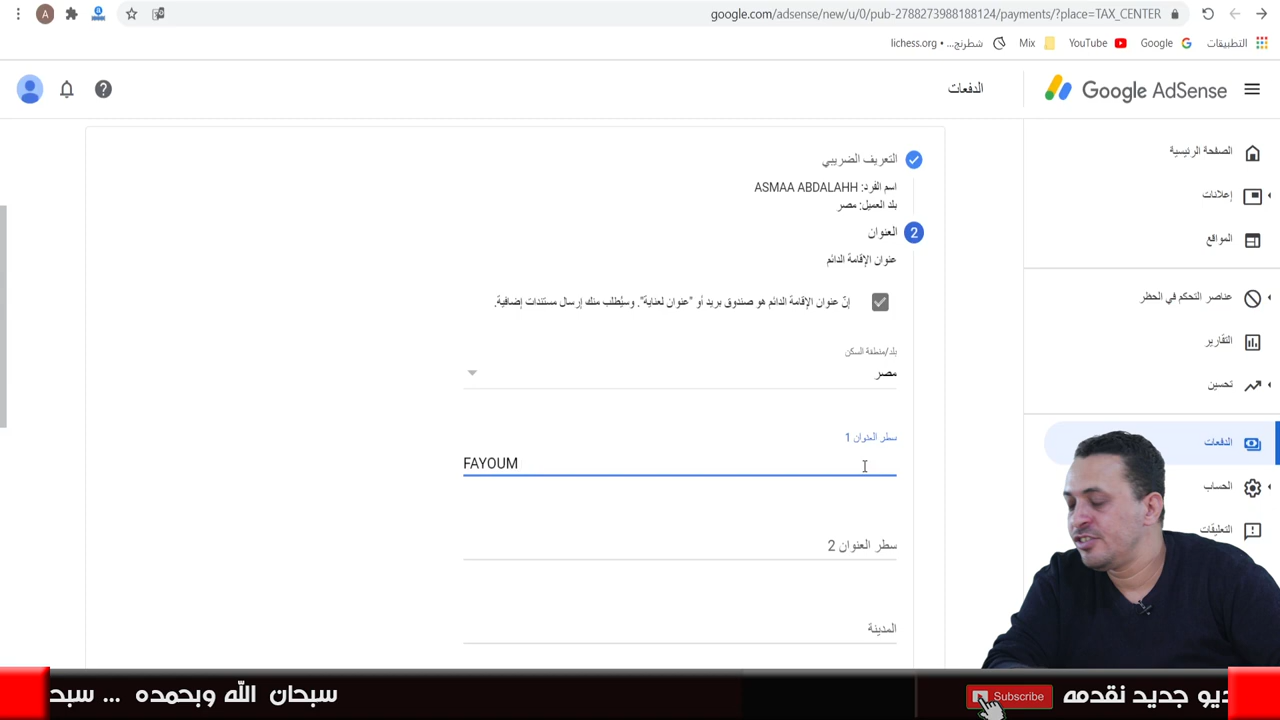 google.com/adsense/new/u/0/pub-2788273988188124/payments/?place=TAX_CENTER
A
التطبيقات
Google
YouTube
Mix
شطرنج... • lichess.org
Google AdSense
الدفعات
الصفحة الرئيسية
إعلانات
المواقع
عناصر التحكم في الحظر
التقارير
تحسين
الدفعات
الحساب
التعليقات
التعريف الضريبي
اسم الفرد: ASMAA ABDALAHH
بلد العميل: مصر
2
العنوان
عنوان الإقامة الدائم
إنّ عنوان الإقامة الدائم هو صندوق بريد أو "عنوان لعناية". وسيُطلب منك إرسال مستندات إضافية.
بلد/منطقة السكن
مصر
سطر العنوان 1
FAYOUM
سطر العنوان 2
المدينة
ديو جديد نقدمه
Subscribe
سبحان الله وبحمده ... سبح